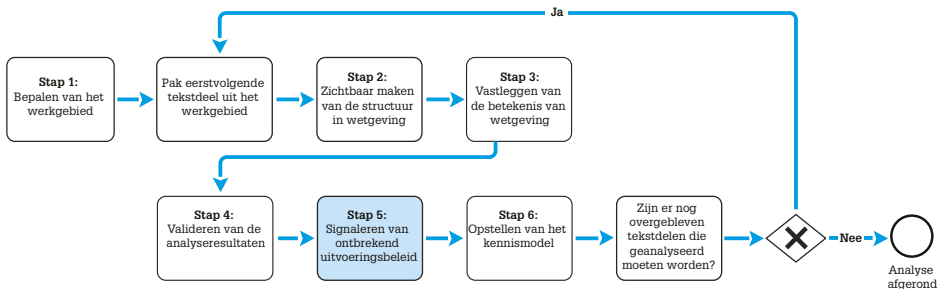 Ja
Stap 1:
Bepalen van het
werkgebied
Pak eerstvolgende
tekstdeel uit het
werkgebied
Stap 2:
Zichtbaar maken
van de structuur
in wetgeving
Stap 3:
Vastleggen van
de betekenis van
wetgeving
Stap 4:
Valideren van de
analyseresultaten
Stap 5:
Signaleren van
ontbrekend
uitvoeringsbeleid
Stap 6:
Opstellen van het
kennismodel
Zijn er nog
overgebleven
tekstdelen die
geanalyseerd
moeten worden?
Nee
Analyse
afgerond